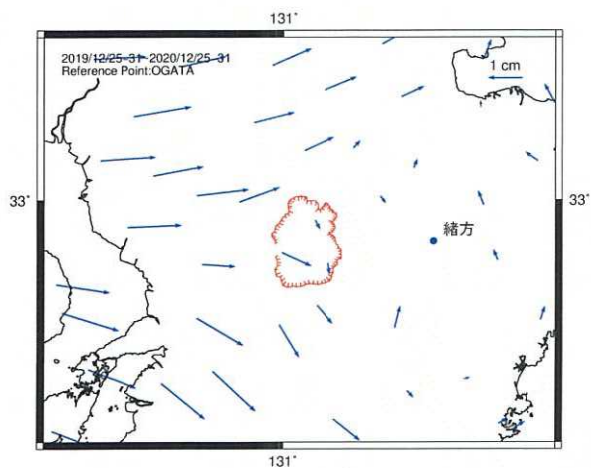 131°
2019/12/25-31-2020/12/25-31
Reference Point:OGATA
1 cm
33°
33°
緒方
131°